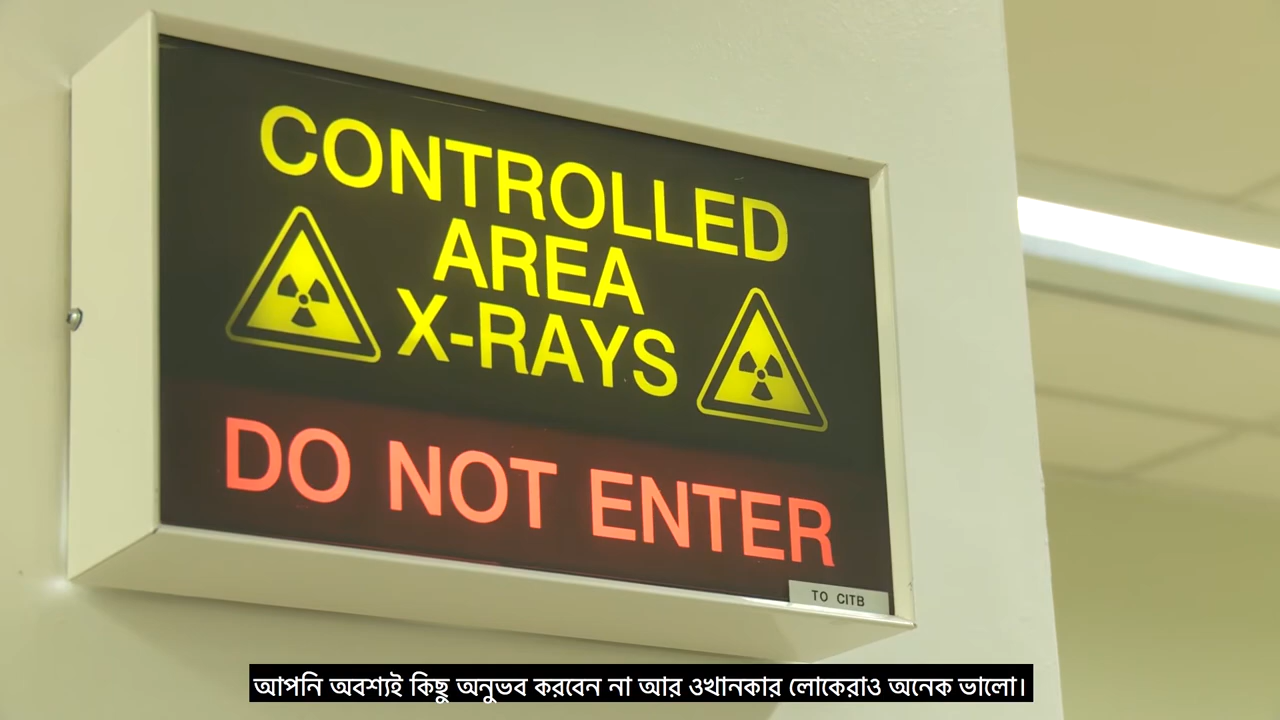 CONTROLLED
AREA
X-RAYS
DO NOT ENTER
TO CITB
আপনি অবশ্যই কিছু অনুভব করবেন না আর ওখানকার লোকেরাও অনেক ভালো।